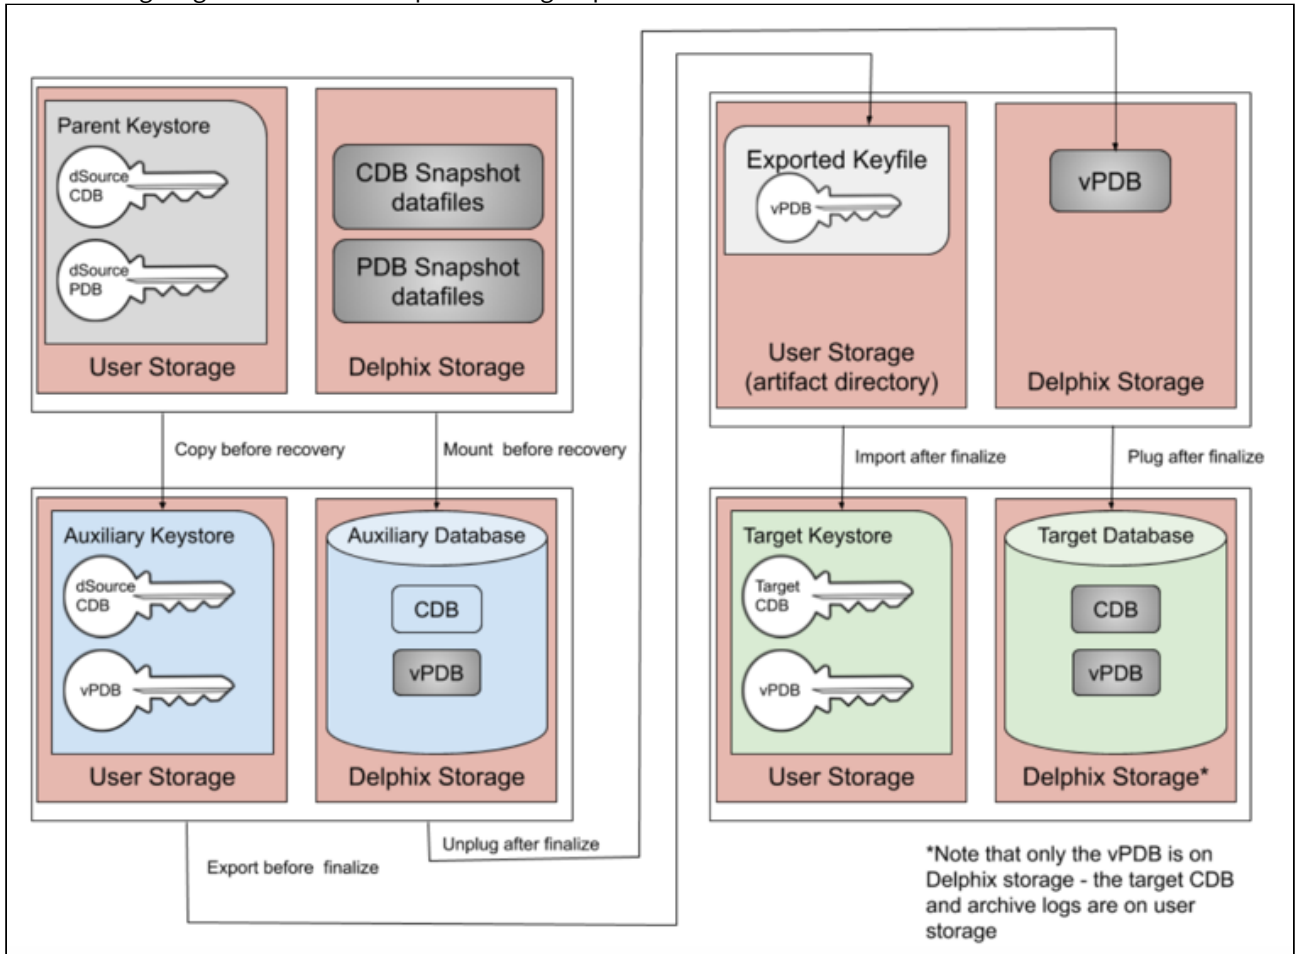 Parent Keystore
dSource
CDB
dSource
PDB
User Storage
CDB Snapshot
datafiles
PDB Snapshot
datafiles
Delphix Storage
Exported Keyfile
vPDB
User Storage
(artifact directory)
vPDB
Delphix Storage
Copy before recovery
Mount before recovery
Import after finalize
Plug after finalize
Auxiliary Keystore
dSource
CDB
vPDB
User Storage
Auxiliary Database
CDB
vPDB
Delphix Storage
Target Keystore
Target
CDB
vPDB
User Storage
Target Database
CDB
vPDB
Delphix Storage*
Export before finalize
Unplug after finalize
*Note that only the vPDB is on
Delphix storage - the target CDB
and archive logs are on user
storage